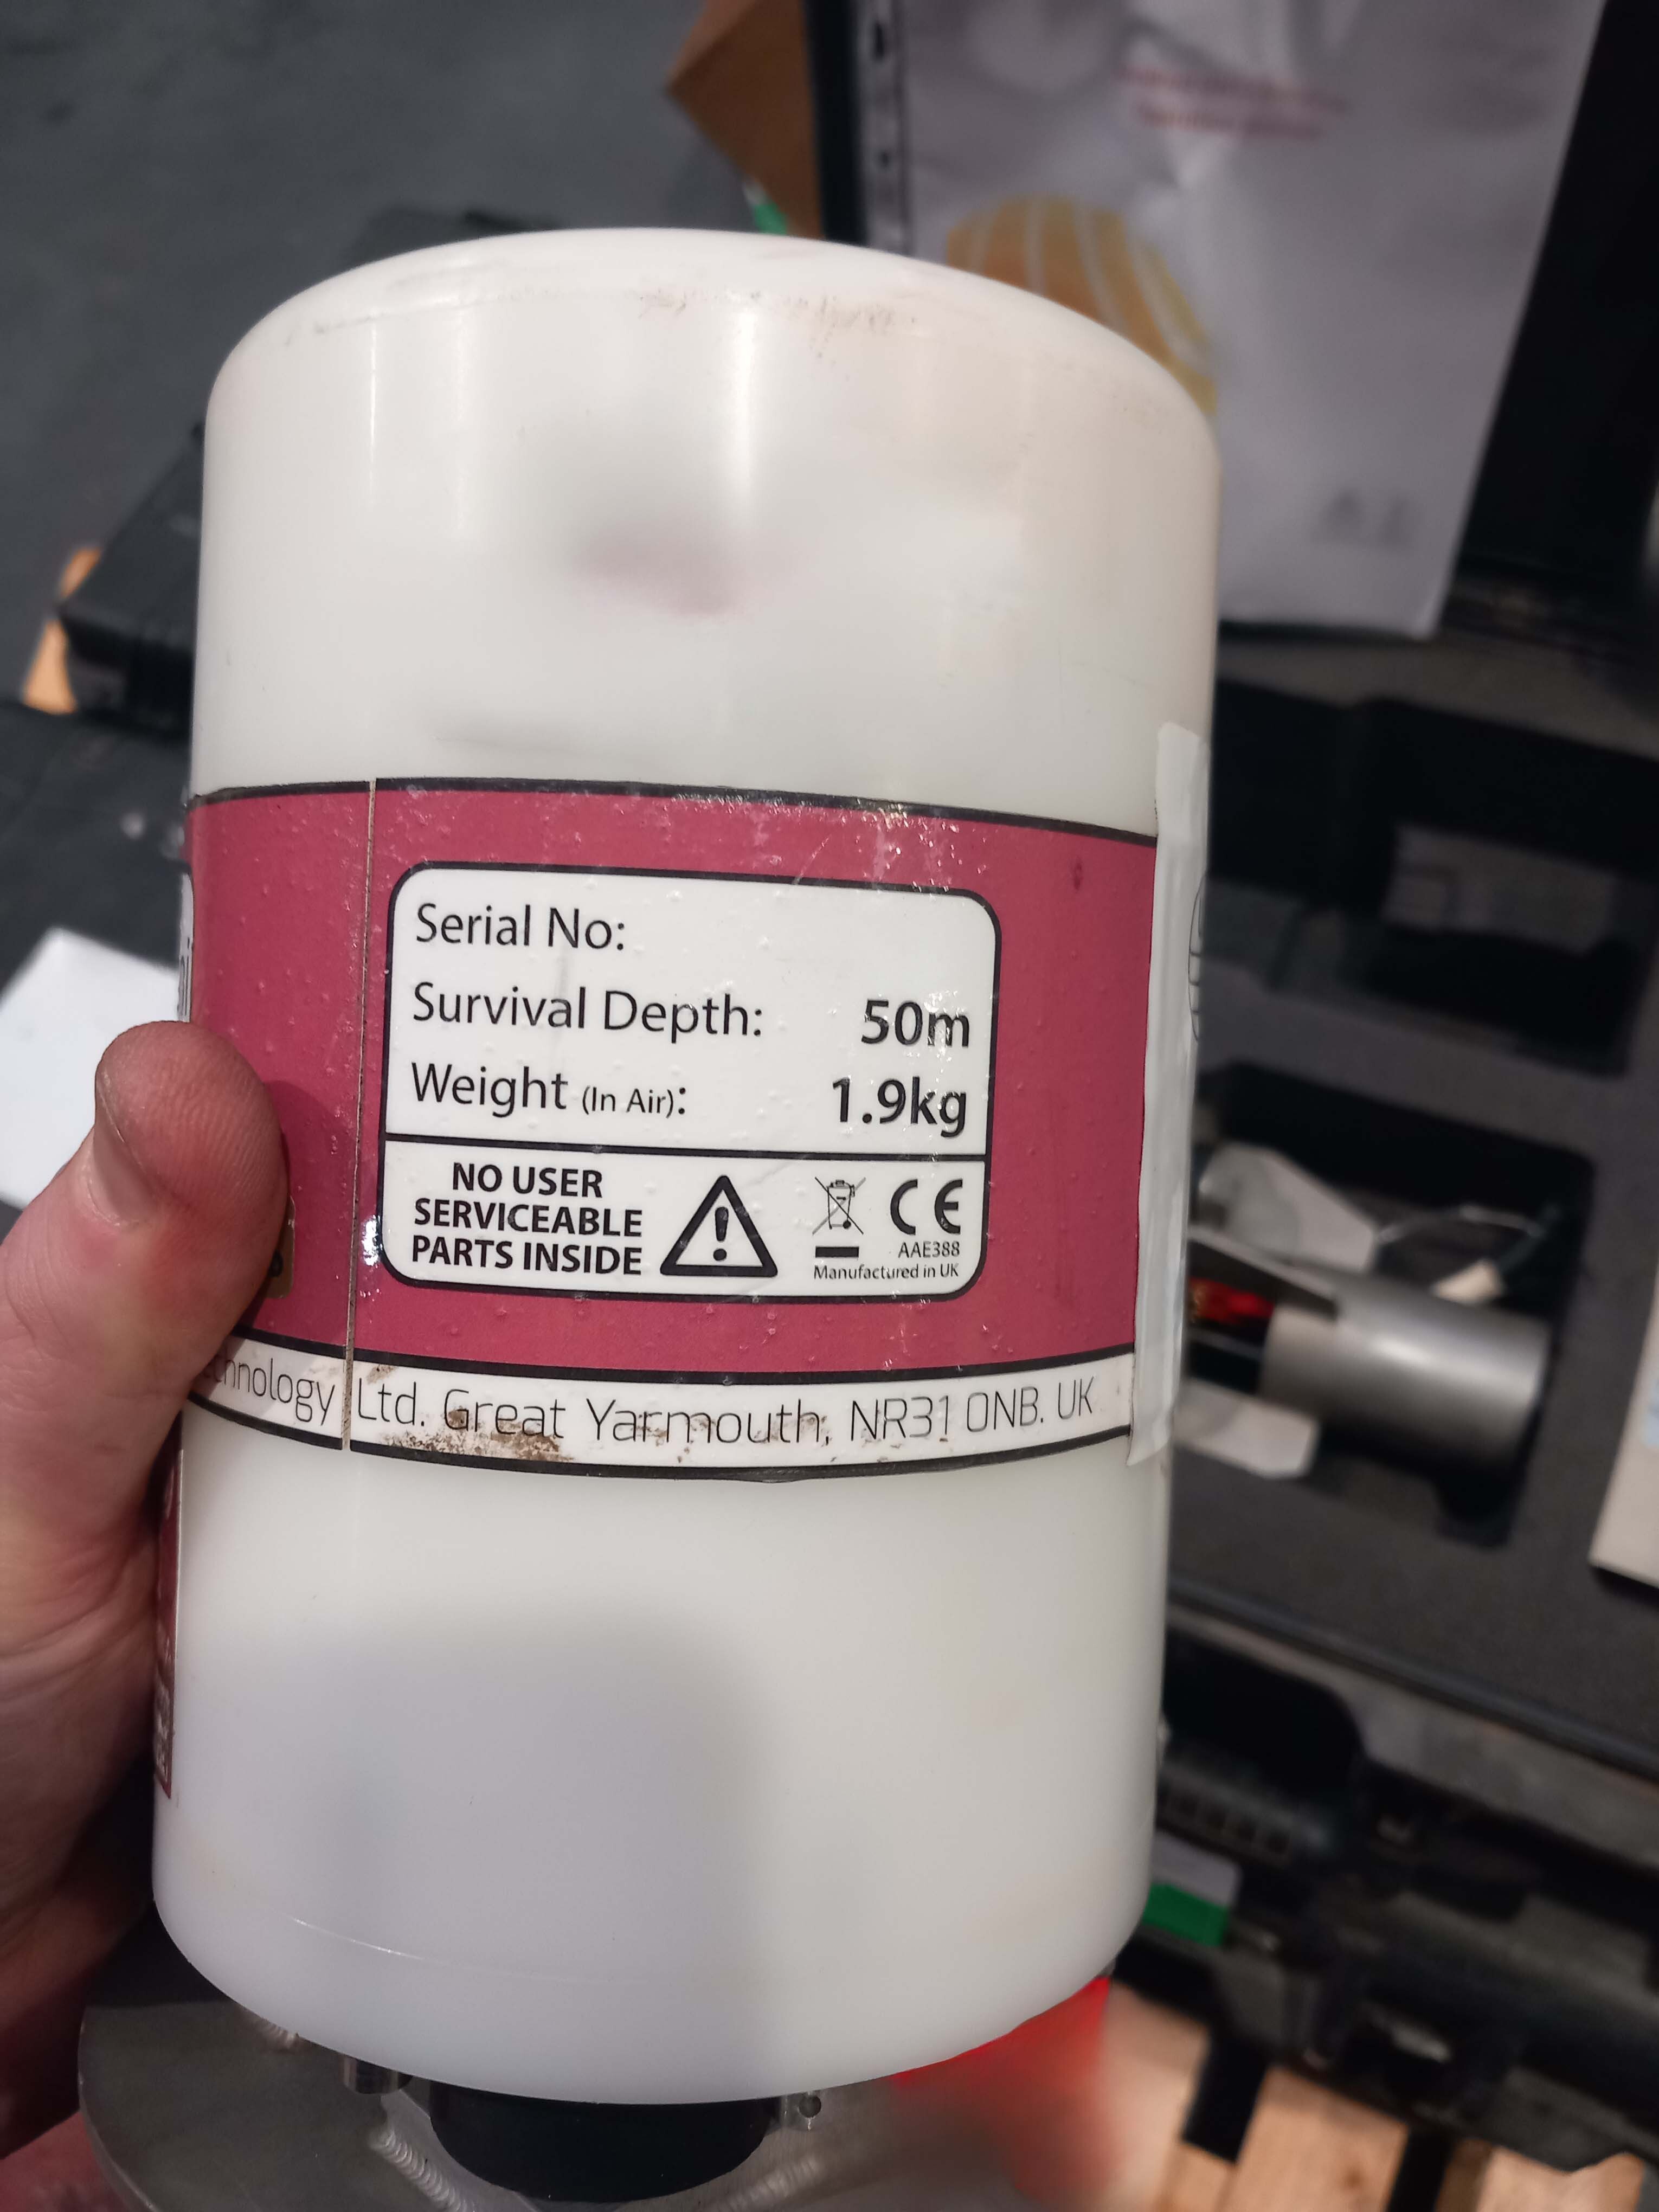 Serial No:
Survival Depth: 50m
Weight (In Air): 1.9kg
NO USER
SERVICEABLE
PARTS INSIDE
CE
AAE388
Manufactured in UK
Ltd. Great Yarmouth, NR31 0NB. UK